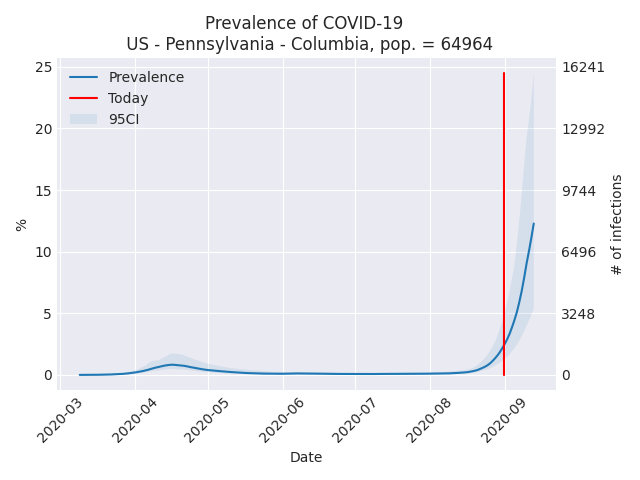 Prevalence of COVID-19
US - Pennsylvania - Columbia, pop. = 64964
Prevalence
Today
95CI
25
20
15
10
5
0
%
16241
12992
9744
6496
3248
0
# of infections
2020-03
2020-04
2020-05
2020-06
2020-07
2020-08
2020-09
Date